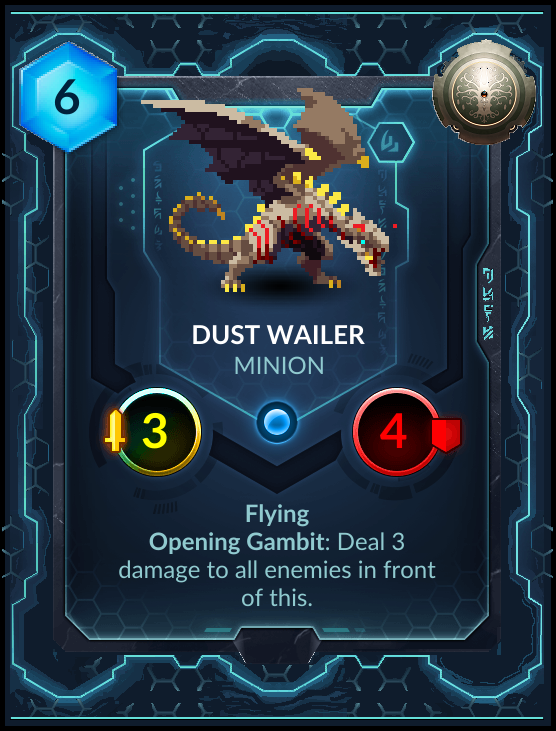 6
DUST WAILER
MINION
3
4
Flying
Opening Gambit: Deal 3
damage to all enemies in front
of this.